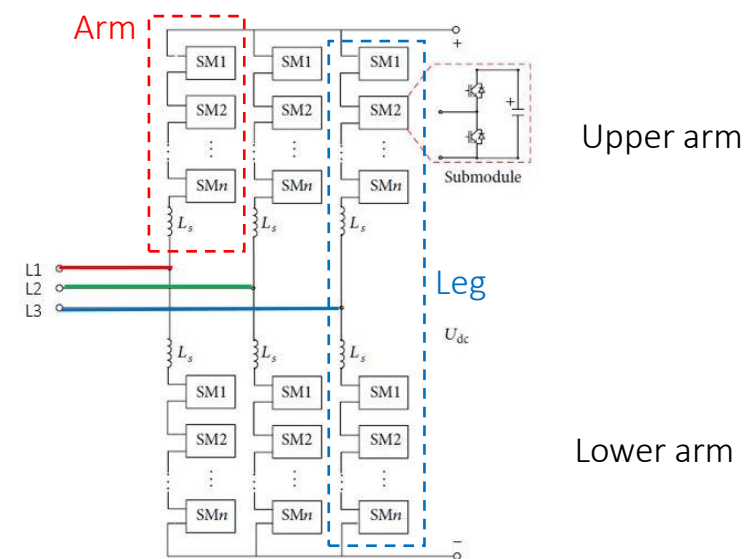 Arm
+
SM1 SM1 SM1
SM2 SM2 SM2
+
Upper arm
⋮ ⋮ ⋮
Submodule
SMn SMn SMn
Ls Ls Ls
L1
L2
Leg
L3
Udc
Ls Ls Ls
SM1 SM1 SM1
SM2 SM2 SM2
Lower arm
⋮ ⋮ ⋮
SMn SMn SMn
−